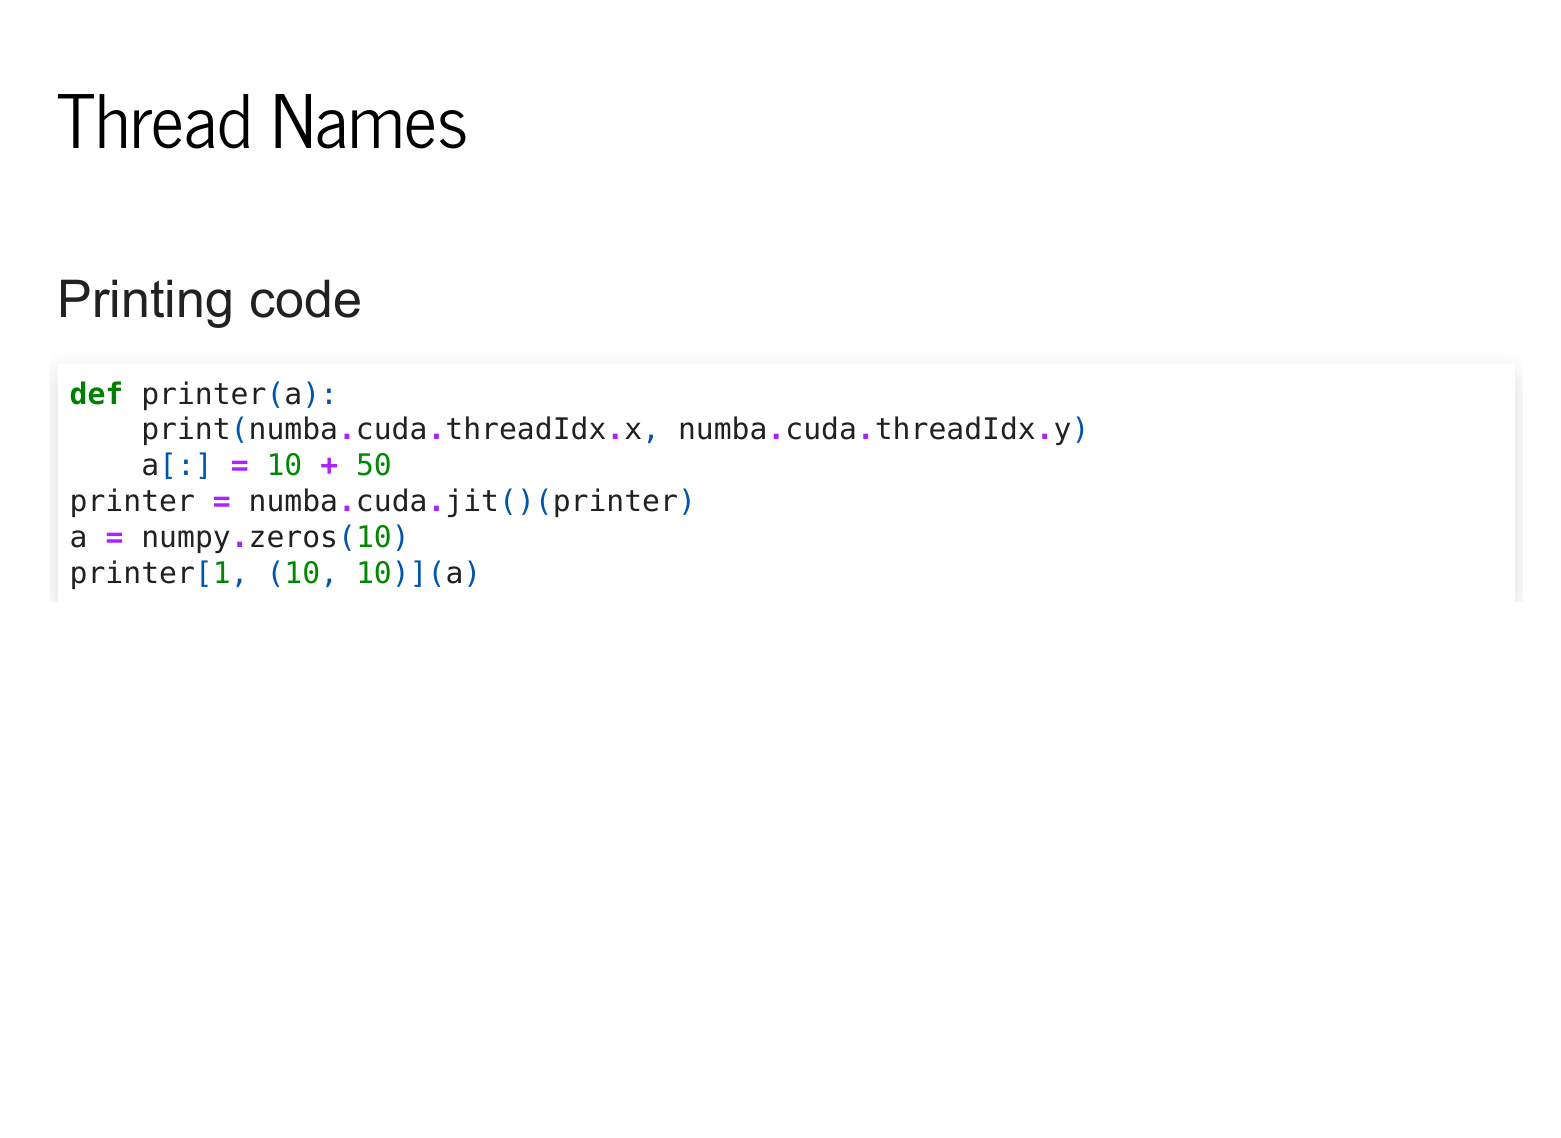 Thread Names
Printing code
def printer(a):
    print(numba.cuda.threadIdx.x, numba.cuda.threadIdx.y)
    a[:] = 10 + 50
printer = numba.cuda.jit()(printer)
a = numpy.zeros(10)
printer[1, (10, 10)](a)